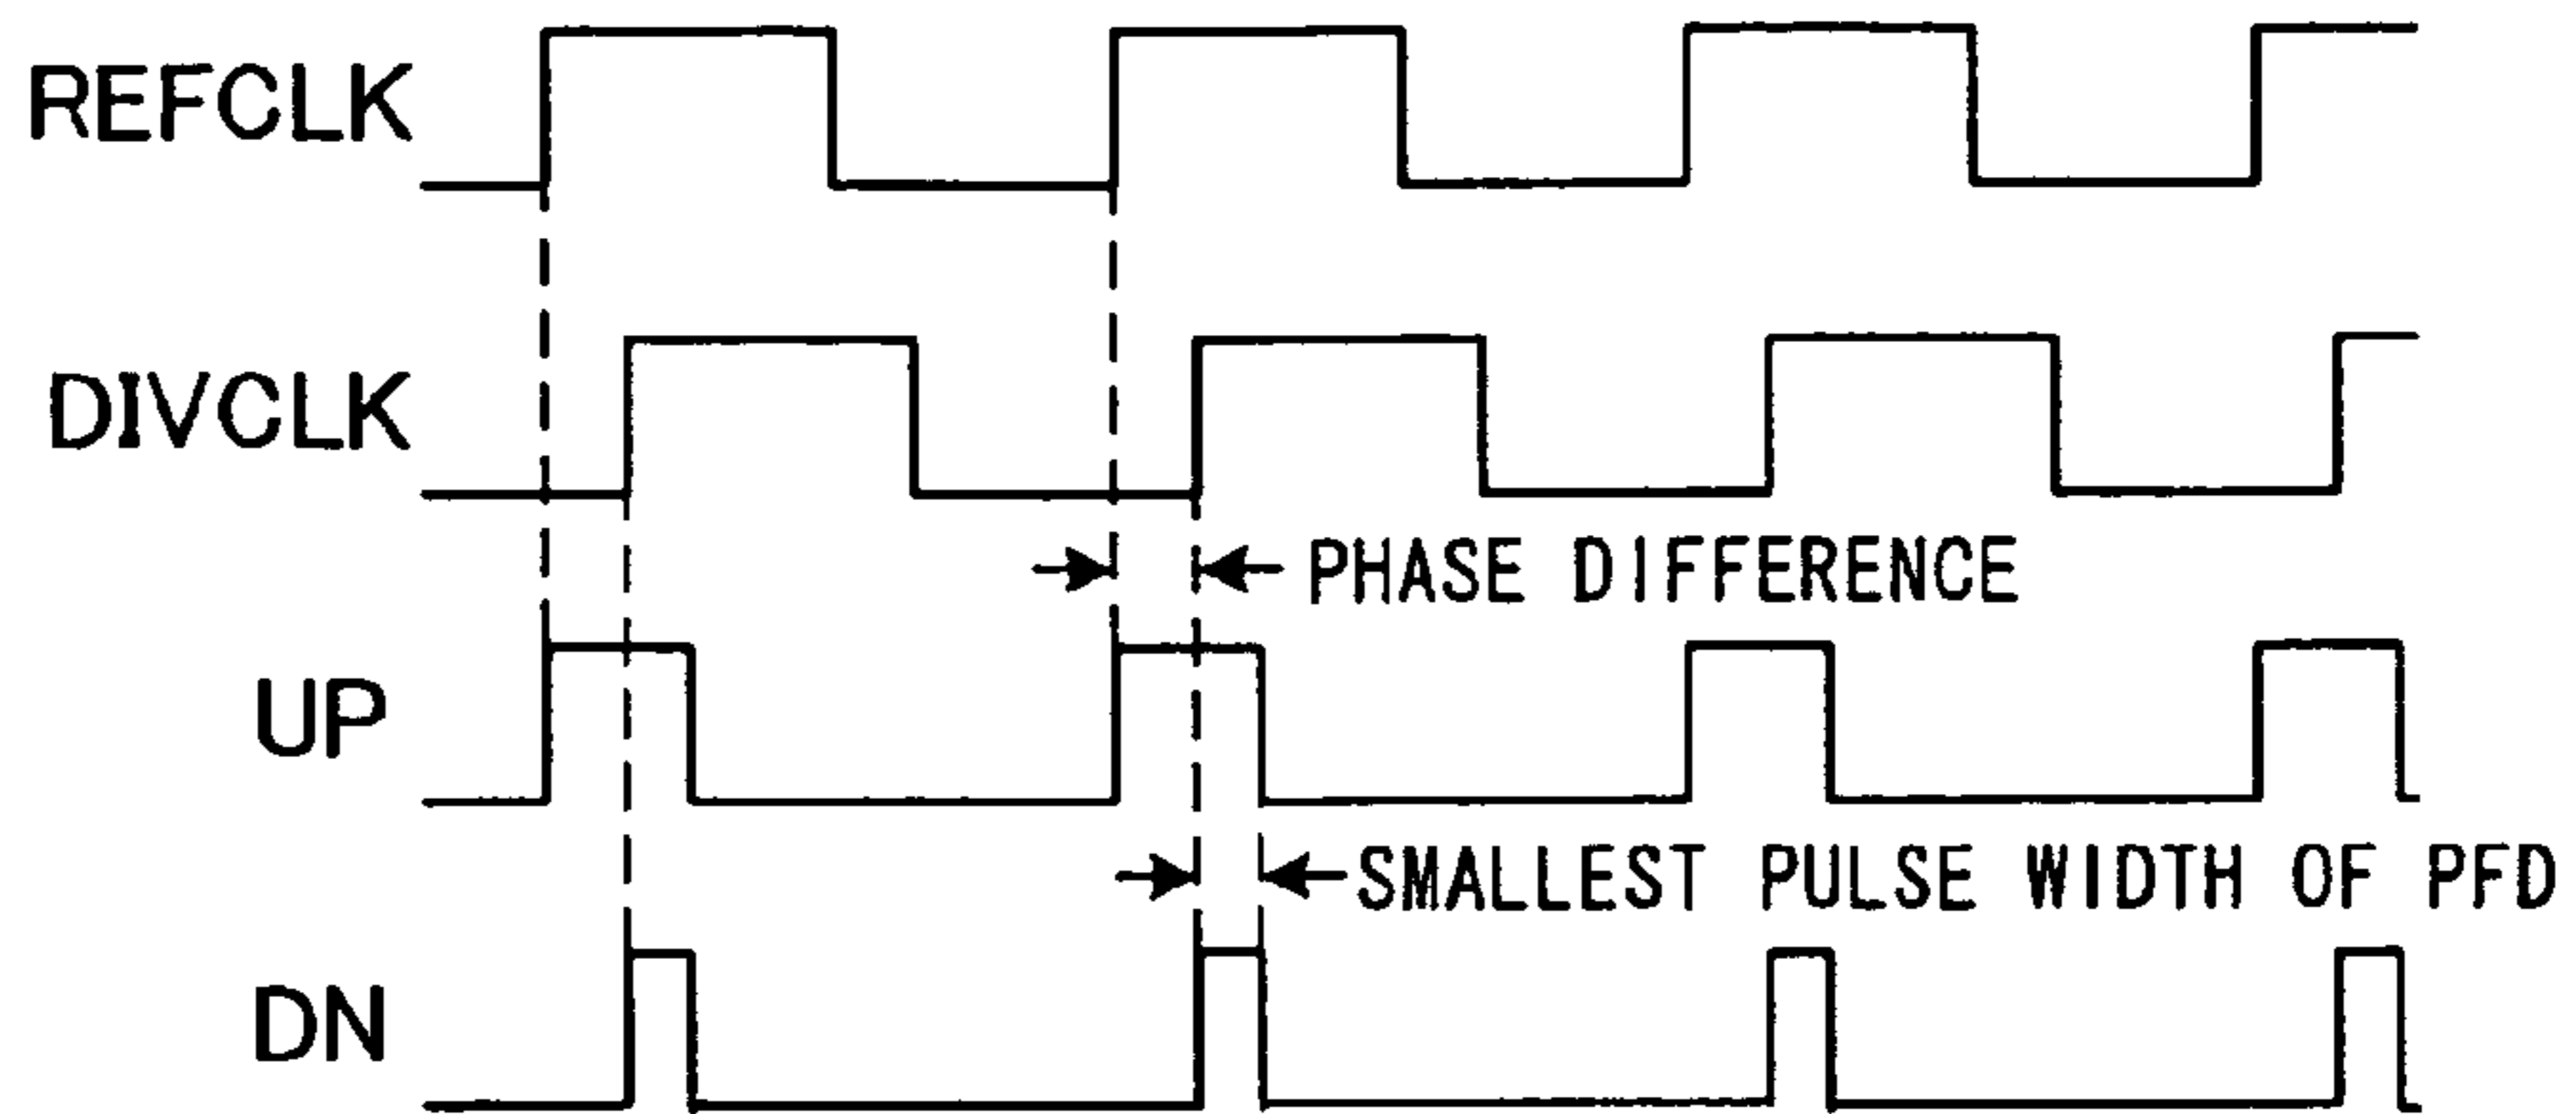 REFCLK
DIVCLK
PHASE DIFFERENCE
UP
SMALLEST PULSE WIDTH OF PFD
DN